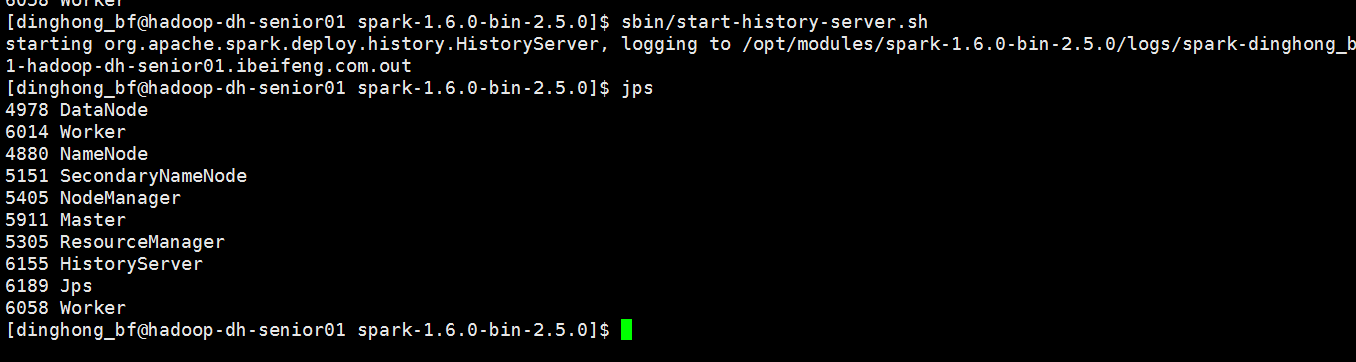 6058 Worker
[dinghong_bf@hadoop-dh-senior01 spark-1.6.0-bin-2.5.0]$ sbin/start-history-server.sh
starting org.apache.spark.deploy.history.HistoryServer, logging to /opt/modules/spark-1.6.0-bin-2.5.0/logs/spark-dinghong_b
1-hadoop-dh-senior01.ibeifeng.com.out
[dinghong_bf@hadoop-dh-senior01 spark-1.6.0-bin-2.5.0]$ jps
4978 DataNode
6014 Worker
4880 NameNode
5151 SecondaryNameNode
5405 NodeManager
5911 Master
5305 ResourceManager
6155 HistoryServer
6189 Jps
6058 Worker
[dinghong_bf@hadoop-dh-senior01 spark-1.6.0-bin-2.5.0]$